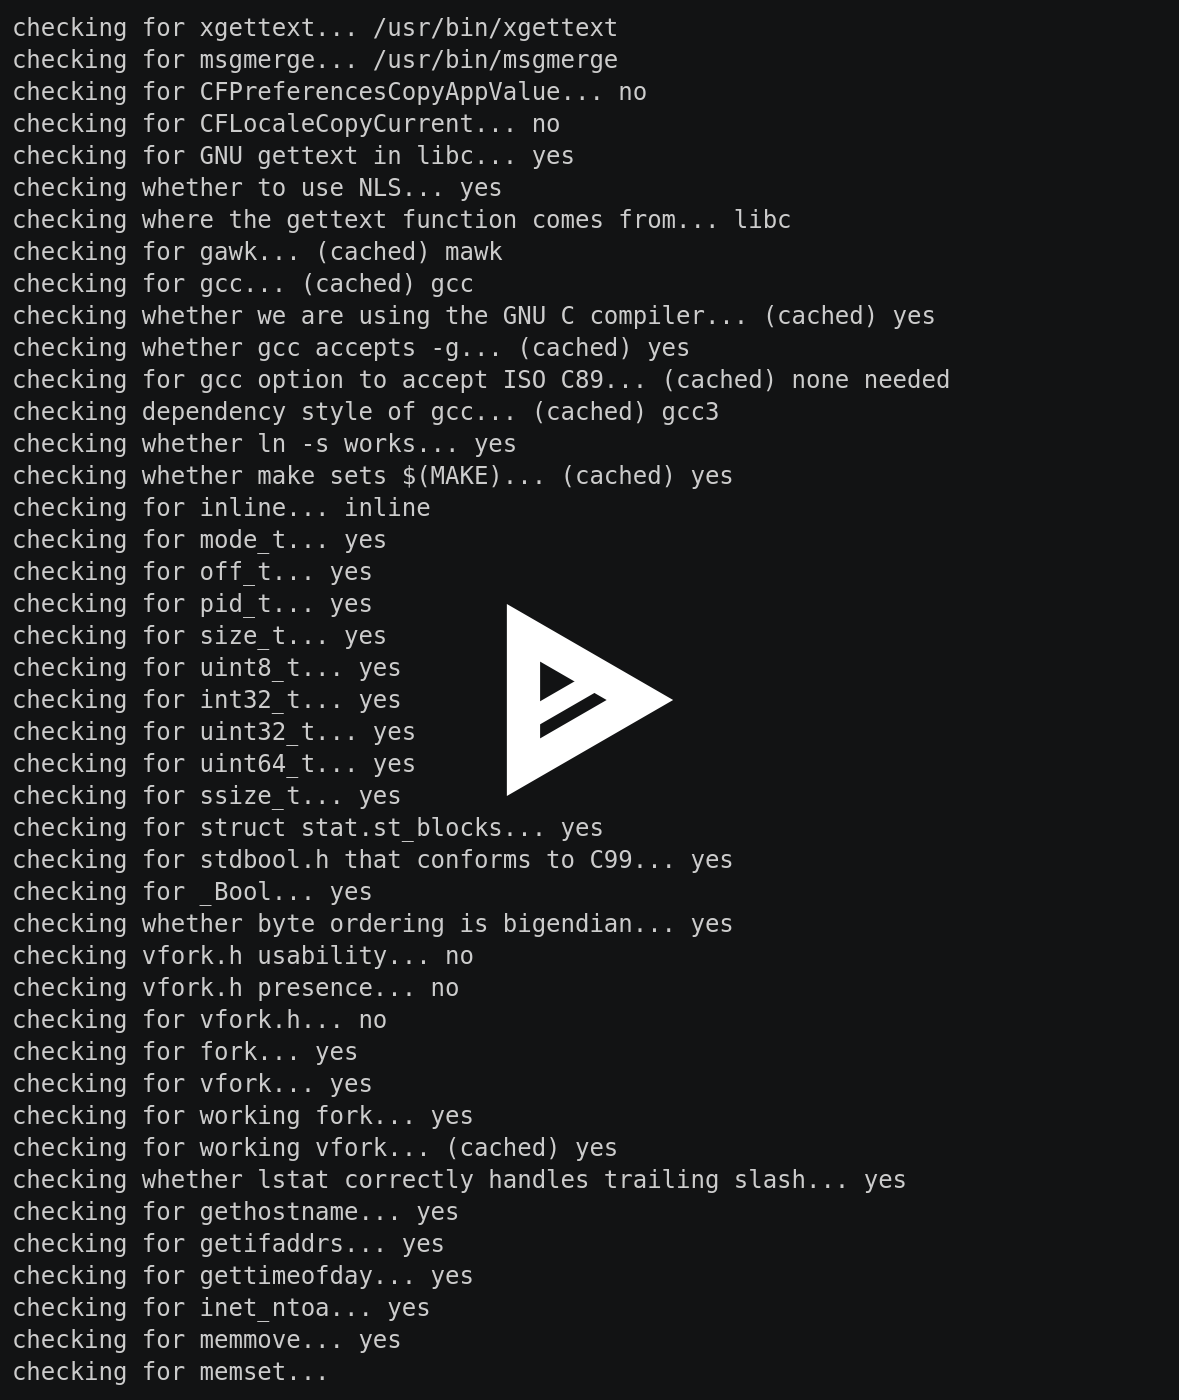 checking for xgettext... /usr/bin/xgettext
checking for msgmerge... /usr/bin/msgmerge
checking for CFPreferencesCopyAppValue... no
checking for CFLocaleCopyCurrent... no
checking for GNU gettext in libc... yes
checking whether to use NLS... yes
checking where the gettext function comes from... libc
checking for gawk... (cached) mawk
checking for gcc... (cached) gcc
checking whether we are using the GNU C compiler... (cached) yes
checking whether gcc accepts -g... (cached) yes
checking for gcc option to accept ISO C89... (cached) none needed
checking dependency style of gcc... (cached) gcc3
checking whether ln -s works... yes
checking whether make sets $(MAKE)... (cached) yes
checking for inline... inline
checking for mode_t... yes
checking for off_t... yes
checking for pid_t... yes
checking for size_t... yes
checking for uint8_t... yes
checking for int32_t... yes
checking for uint32_t... yes
checking for uint64_t... yes
checking for ssize_t... yes
checking for struct stat.st_blocks... yes
checking for stdbool.h that conforms to C99... yes
checking for _Bool... yes
checking whether byte ordering is bigendian... yes
checking vfork.h usability... no
checking vfork.h presence... no
checking for vfork.h... no
checking for fork... yes
checking for vfork... yes
checking for working fork... yes
checking for working vfork... (cached) yes
checking whether lstat correctly handles trailing slash... yes
checking for gethostname... yes
checking for getifaddrs... yes
checking for gettimeofday... yes
checking for inet_ntoa... yes
checking for memmove... yes
checking for memset...